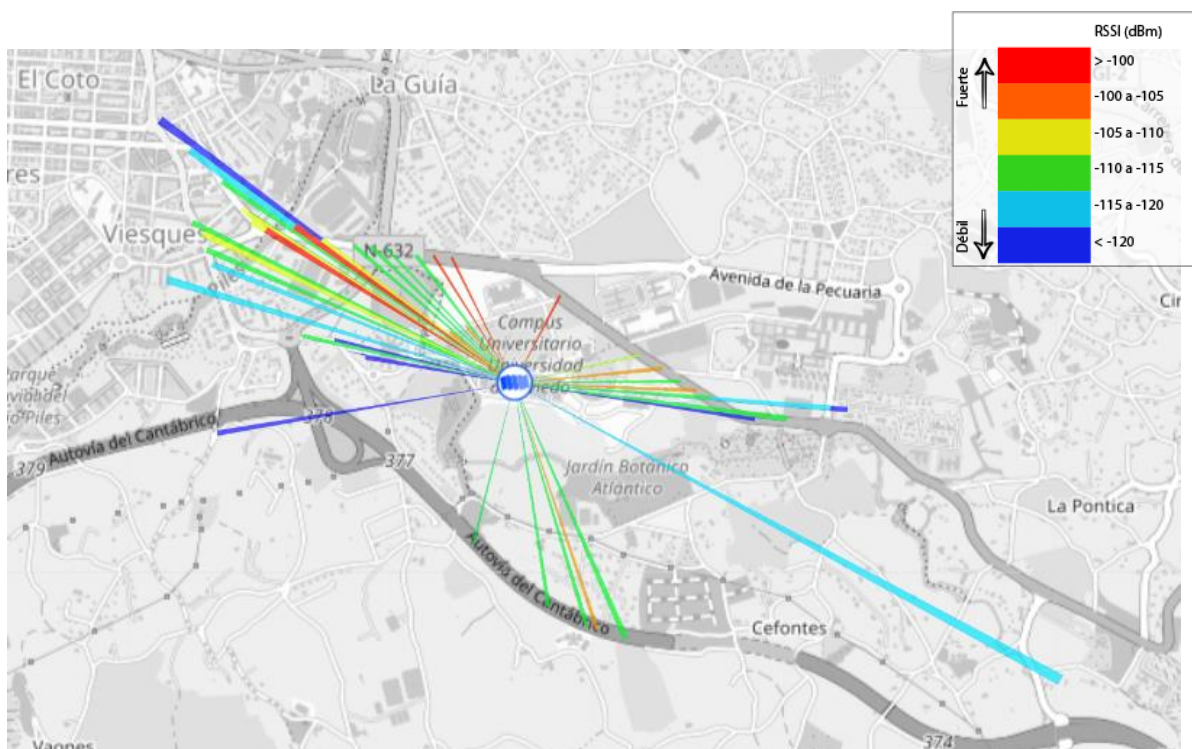 RSSI (dBm)
Fuerte
Débil
> -100
-100 a -105
-105 a -110
-110 a -115
-115 a -120
< -120
El Coto
La Guía
Viesques
N-632
Avenida de la Pecuaria
Campus
Universitario
Universidad
Jardín Botánico
Atlántico
Autovía del Cantábrico
378
379
377
Autovía del Cantábrico
La Pontica
Cefontes
374